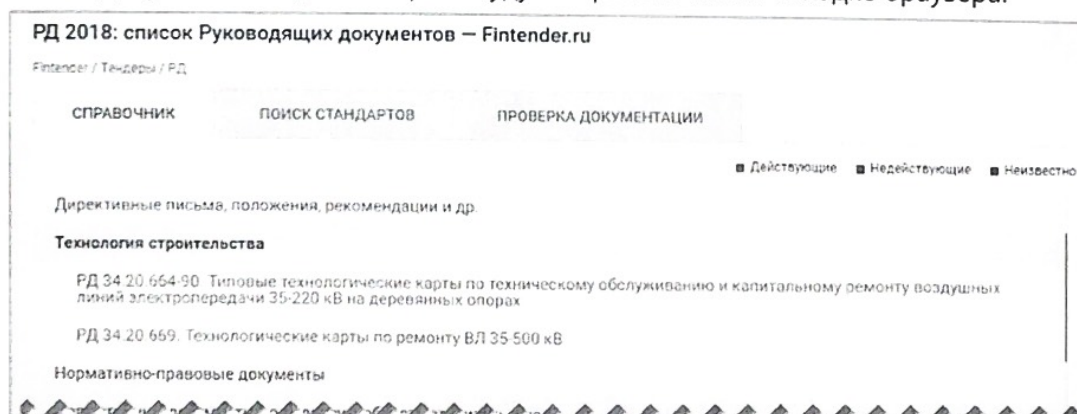 браузера.
РД 2018: список Руководящих документов — Fintender.ru
Fintender / Тендеры / РД
СПРАВОЧНИК ПОИСК СТАНДАРТОВ ПРОВЕРКА ДОКУМЕНТАЦИИ
Действующие Недействующие Неизвестно
Директивные письма, положения, рекомендации и др.
Технология строительства
РД 34.20.664-90. Типовые технологические карты по техническому обслуживанию и капитальному ремонту воздушных
линий электропередачи 35-220 кВ на деревянных опорах
РД 34.20.669. Технологические карты по ремонту ВЛ 35-500 кВ
Нормативно-правовые документы